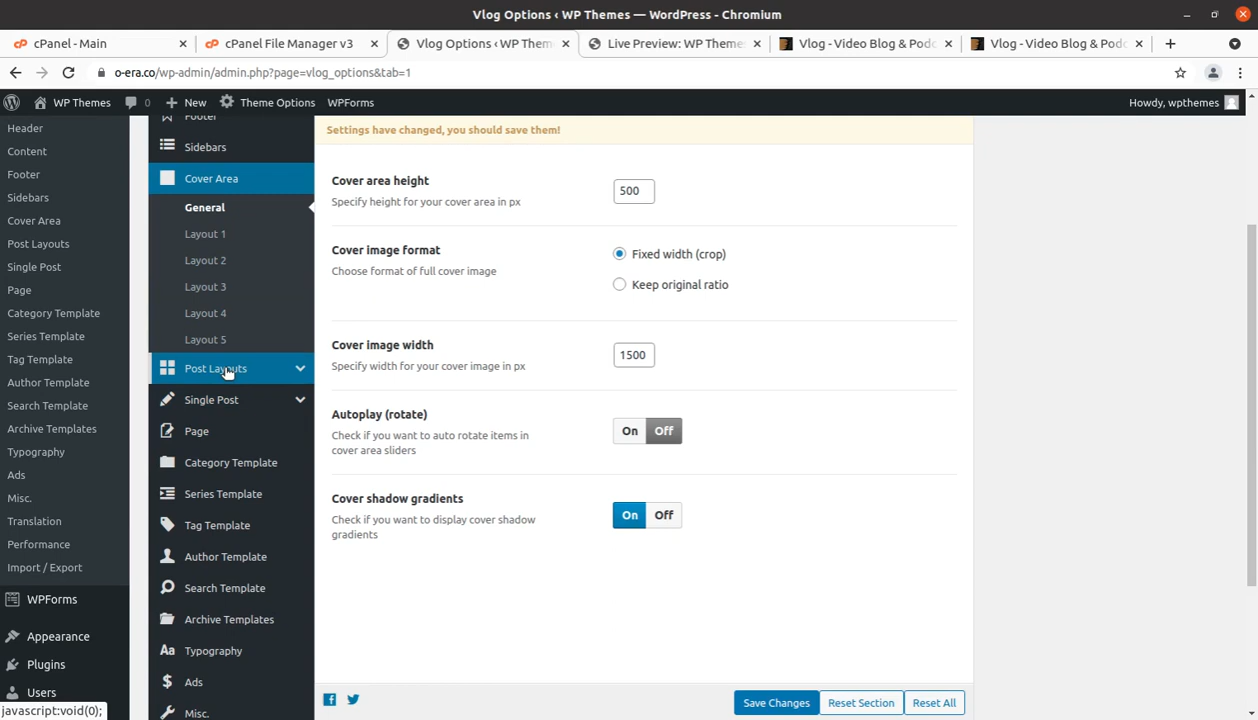 Vlog Options ‹ WP Themes — WordPress - Chromium
cPanel - Main
cPanel File Manager v3
Vlog Options ‹ WP Them
Live Preview: WP Theme
Vlog - Video Blog & Podc
Vlog - Video Blog & Podc
o-era.co/wp-admin/admin.php?page=vlog_options&tab=1
WP Themes
0
New
Theme Options
WPForms
Howdy, wpthemes
Header
Content
Footer
Sidebars
Cover Area
Post Layouts
Single Post
Page
Category Template
Series Template
Tag Template
Author Template
Search Template
Archive Templates
Typography
Ads
Misc.
Translation
Performance
Import / Export
WPForms
Appearance
Plugins
Users
javascript:void(0);
Footer
Sidebars
Cover Area
General
Layout 1
Layout 2
Layout 3
Layout 4
Layout 5
Post Layouts
Single Post
Page
Category Template
Series Template
Tag Template
Author Template
Search Template
Archive Templates
Aa Typography
$ Ads
Misc.
Settings have changed, you should save them!
Cover area height
Specify height for your cover area in px
500
Cover image format
Choose format of full cover image
Fixed width (crop)
Keep original ratio
Cover image width
Specify width for your cover image in px
1500
Autoplay (rotate)
Check if you want to auto rotate items in
cover area sliders
On Off
Cover shadow gradients
Check if you want to display cover shadow
gradients
On Off
Save Changes
Reset Section
Reset All